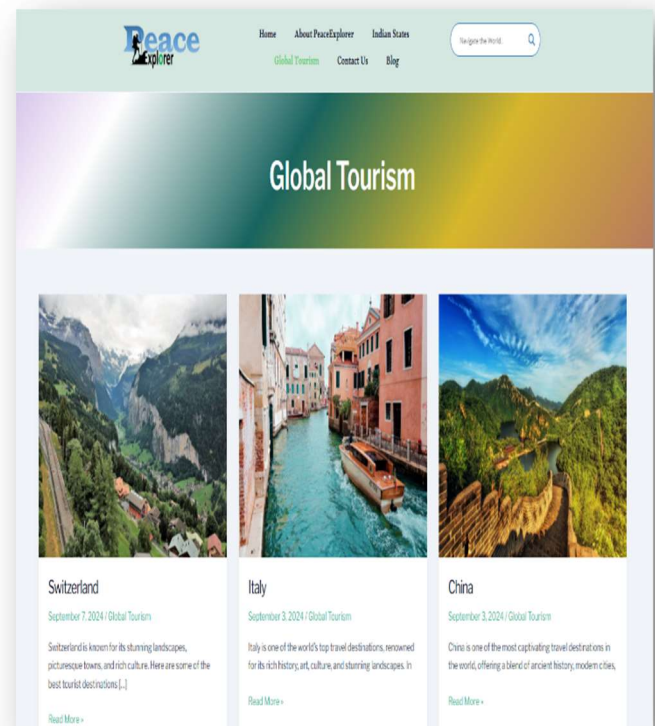 Peace
Explorer
Home About PeaceExplorer Indian States
Global Tourism Contact Us Blog
Navigate the World
Global Tourism
Switzerland
September 7, 2024 / Global Tourism
Switzerland is known for its stunning landscapes,
picturesque towns, and rich culture. Here are some of the
best tourist destinations [...]
Read More »
Italy
September 3, 2024 / Global Tourism
Italy is one of the world's top travel destinations, renowned
for its rich history, art, culture, and stunning landscapes. In
Read More »
China
September 3, 2024 / Global Tourism
China is one of the most captivating travel destinations in
the world, offering a blend of ancient history, modern cities,
Read More »